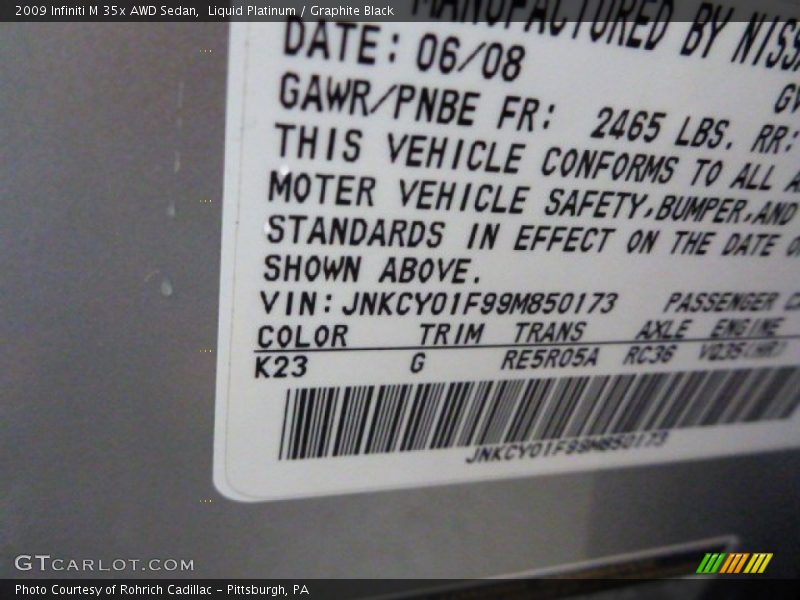 2009 Infiniti M 35x AWD Sedan,  Liquid Platinum / Graphite Black
MANUFACTURED BY
DATE: 06/08
GAWR/PNBE FR: 2465 LBS. RR:
THIS VEHICLE CONFORMS TO ALL
MOTER VEHICLE SAFETY,BUMPER,AND
STANDARDS IN EFFECT ON THE DATE
SHOWN ABOVE.
VIN: JNKCY01F99M850173 PASSENGER
COLOR TRIM TRANS AXLE ENGINE
K23 G RE5R05A RC36 VQ35(HR)
JNKCY01F99M850173
GTCARLOT.COM
Photo Courtesy of Rohrich Cadillac - Pittsburgh, PA